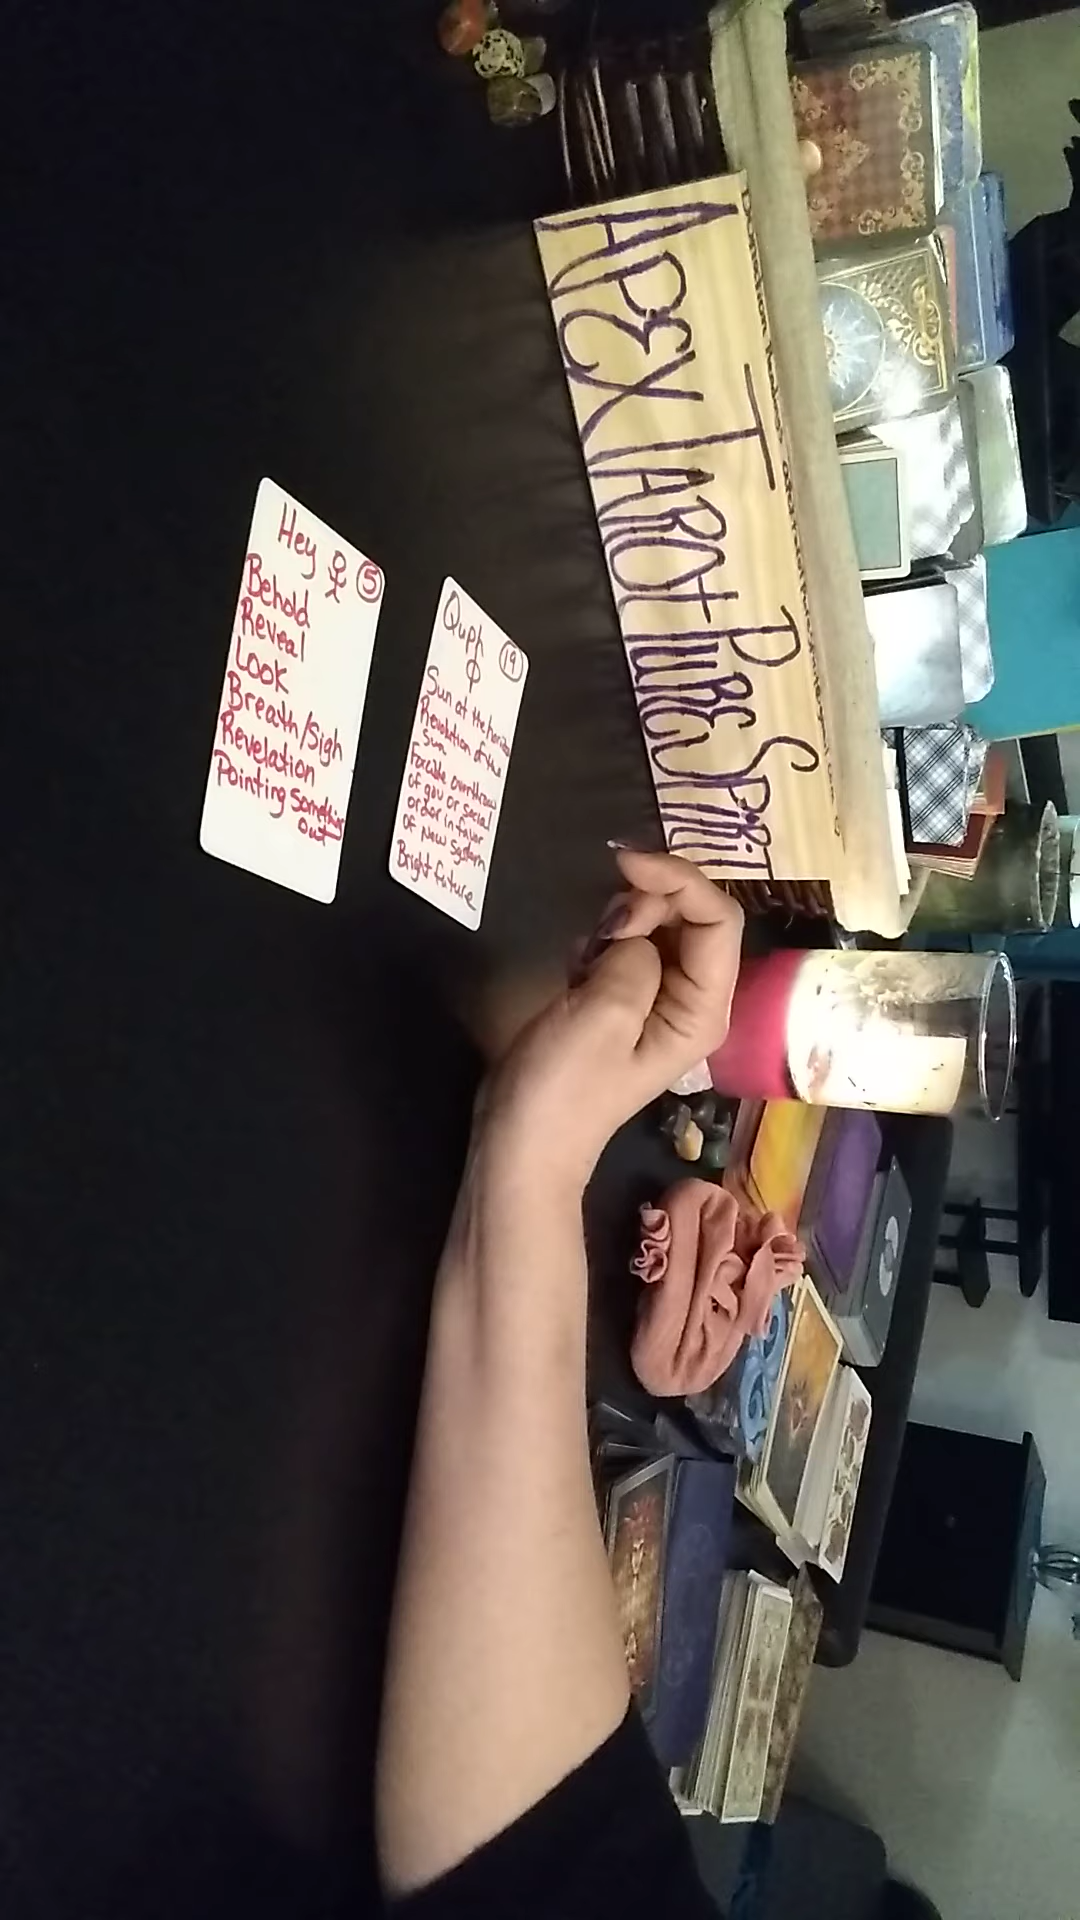 APEX TAROT PURE SPIRIT
Hey 5
Behold
Reveal
Look
Breath/Sigh
Revelation
Pointing something
out
Quph 19
Sun at the horizon
Revolution of the
sun
Forcible overthrow
of gov or social
order in favor
of New System
Bright future